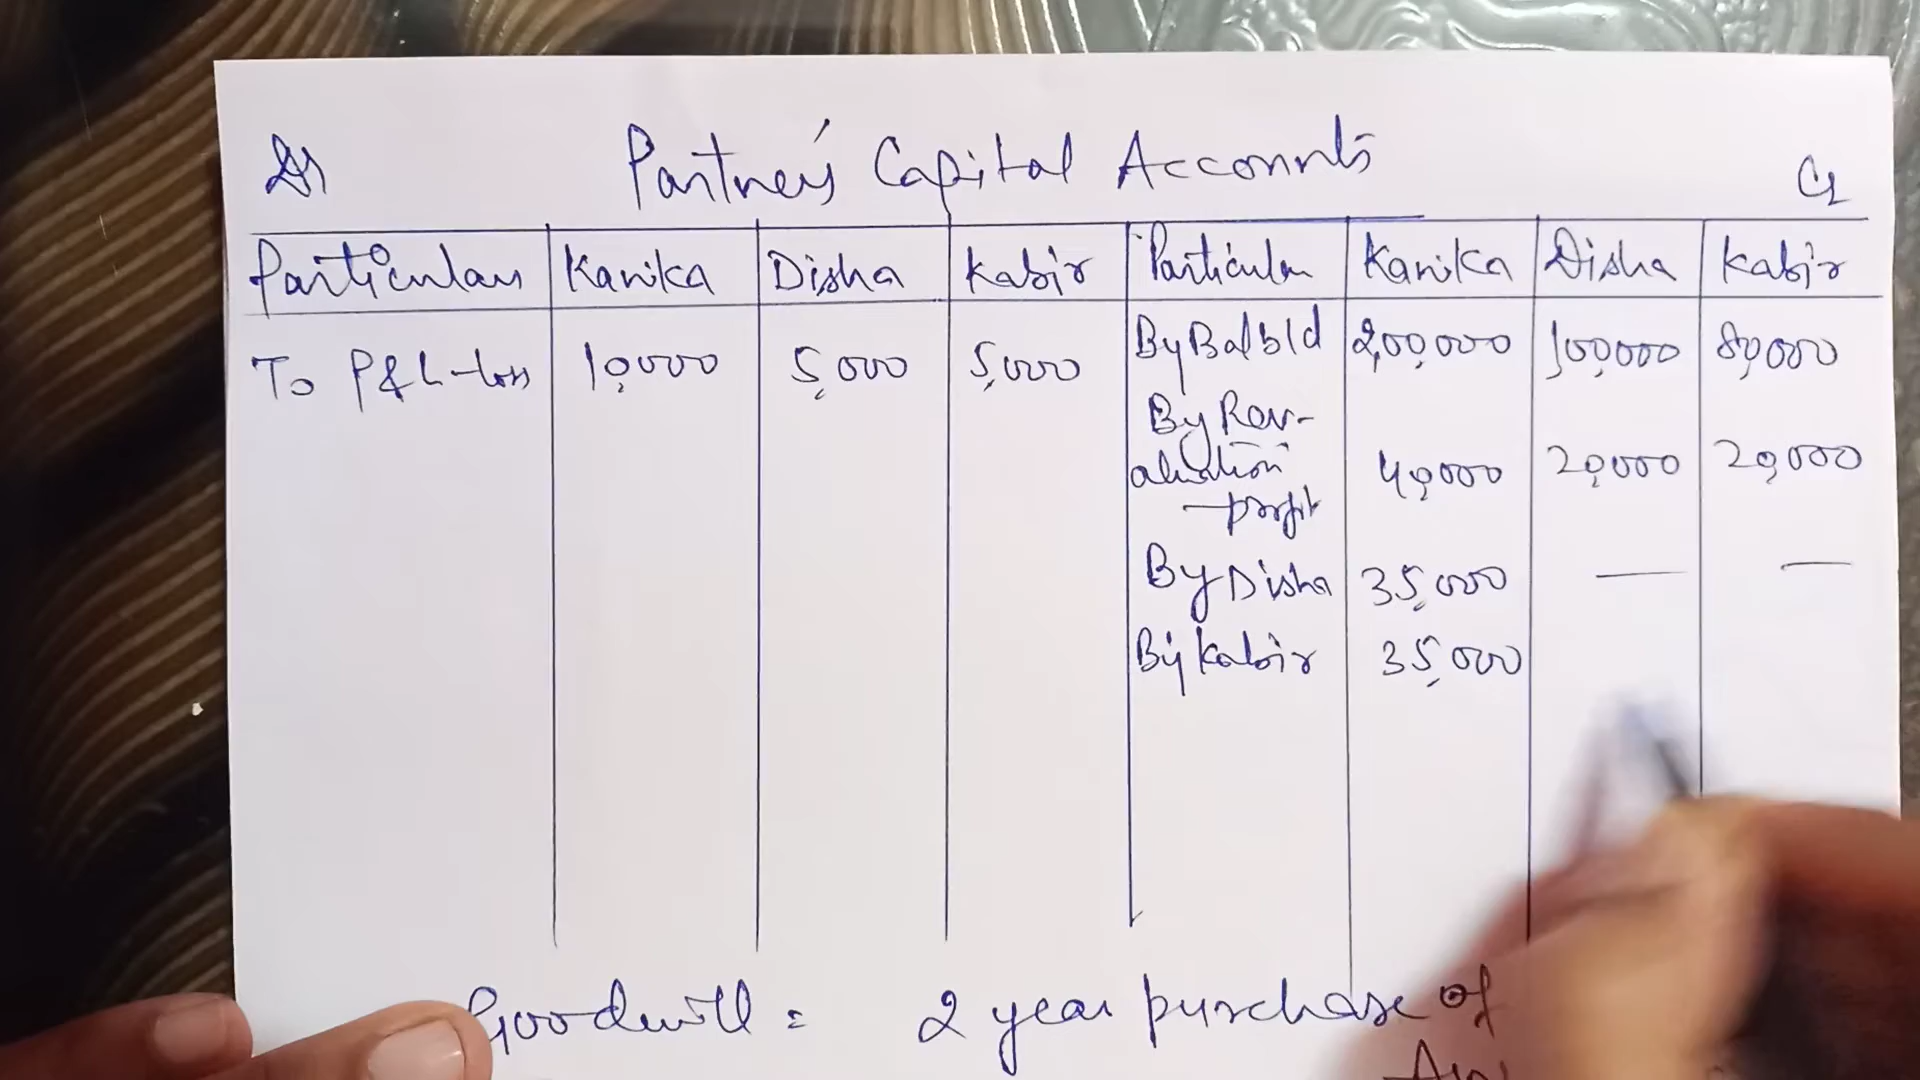 Dr Partner's Capital Accounts Cr
Particulars Kanika Disha Kabir Particulars Kanika Disha Kabir
To P&L-loss 10,000 5,000 5,000 By Bal b/d 2,00,000 100,000 80,000
By Rev-
aluation 40,000 20,000 20,000
-profit
By Disha 35,000 — —
By Kabir 35,000
Goodwill = 2 year purchase of